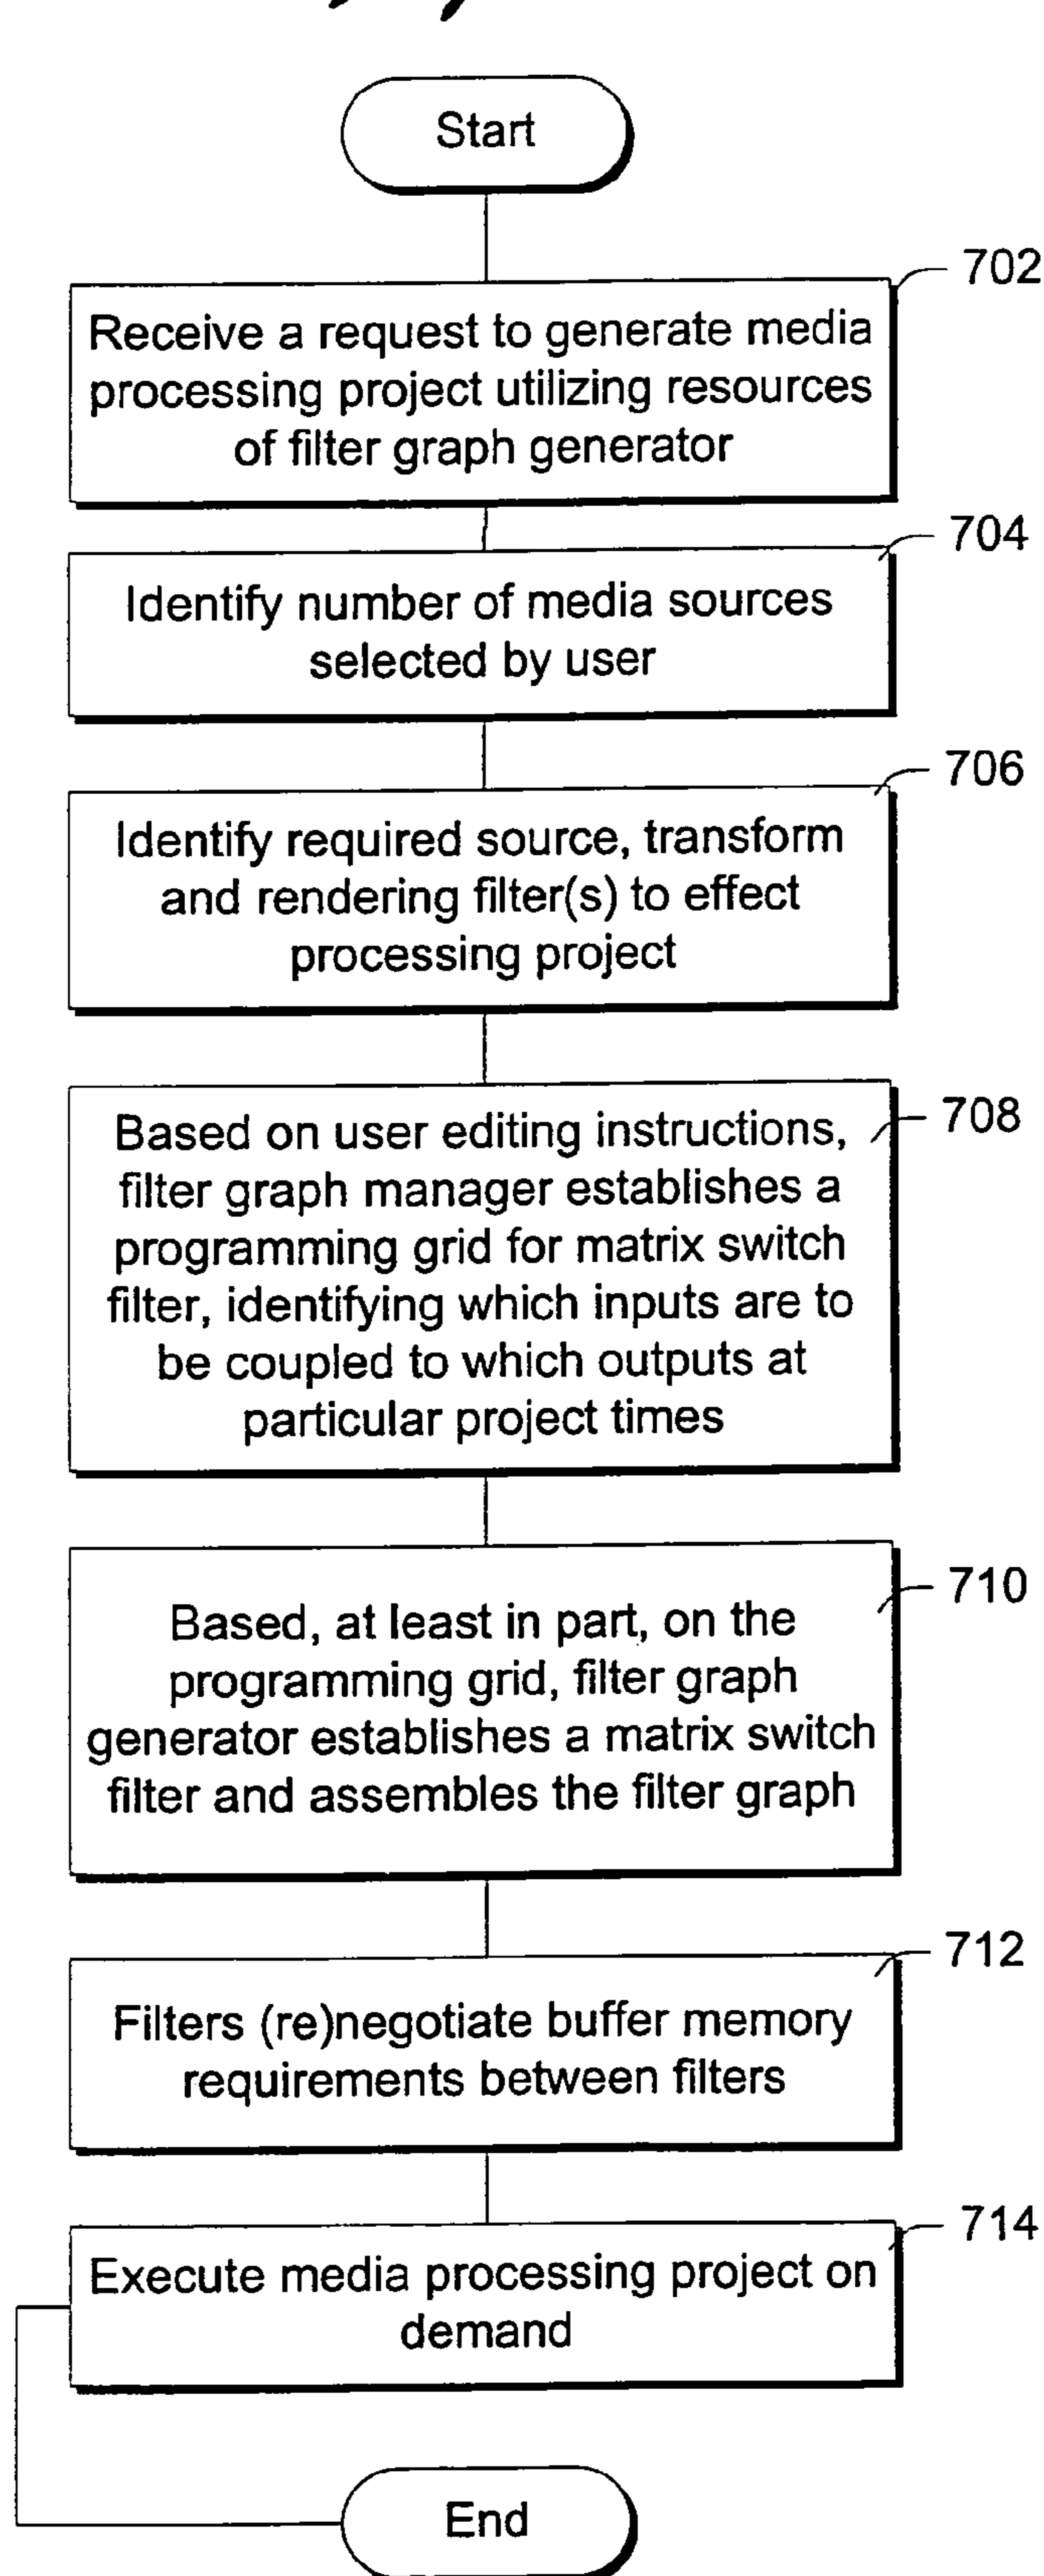 Start
702
Receive a request to generate media
processing project utilizing resources
of filter graph generator
704
Identify number of media sources
selected by user
706
Identify required source, transform
and rendering filter(s) to effect
processing project
708
Based on user editing instructions,
filter graph manager establishes a
programming grid for matrix switch
filter, identifying which inputs are to
be coupled to which outputs at
particular project times
710
Based, at least in part, on the
programming grid, filter graph
generator establishes a matrix switch
filter and assembles the filter graph
712
Filters (re)negotiate buffer memory
requirements between filters
714
Execute media processing project on
demand
End